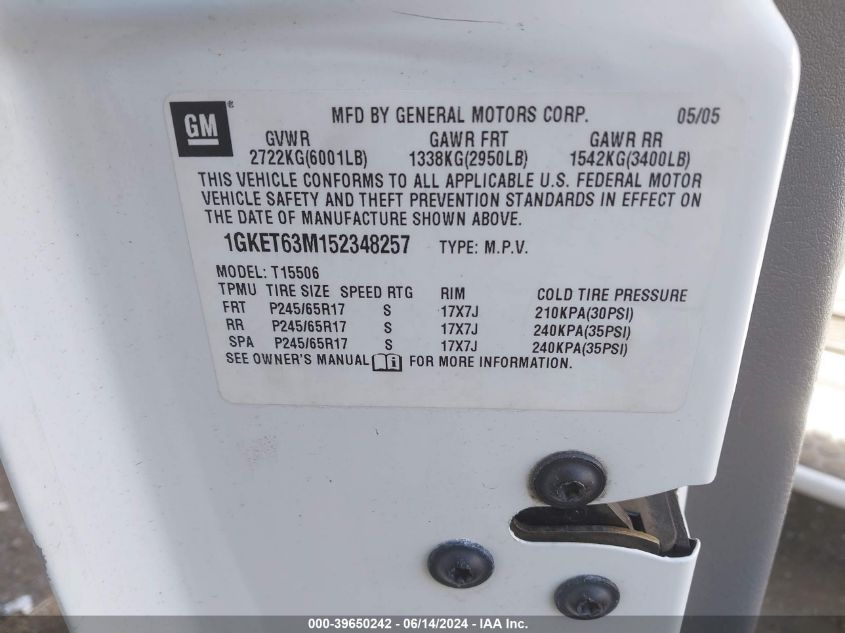 GM®
MFD BY GENERAL MOTORS CORP. 05/05
GVWR GAWR FRT GAWR RR
2722KG(6001LB) 1338KG(2950LB) 1542KG(3400LB)
THIS VEHICLE CONFORMS TO ALL APPLICABLE U.S. FEDERAL MOTOR
VEHICLE SAFETY AND THEFT PREVENTION STANDARDS IN EFFECT ON
THE DATE OF MANUFACTURE SHOWN ABOVE.
1GKET63M152348257 TYPE: M.P.V.
MODEL: T15506
TPMU TIRE SIZE SPEED RTG RIM COLD TIRE PRESSURE
FRT P245/65R17 S 17X7J 210KPA(30PSI)
RR P245/65R17 S 17X7J 240KPA(35PSI)
SPA P245/65R17 S 17X7J 240KPA(35PSI)
SEE OWNER'S MANUAL i FOR MORE INFORMATION.
000-39650242 - 06/14/2024 - IAA Inc.